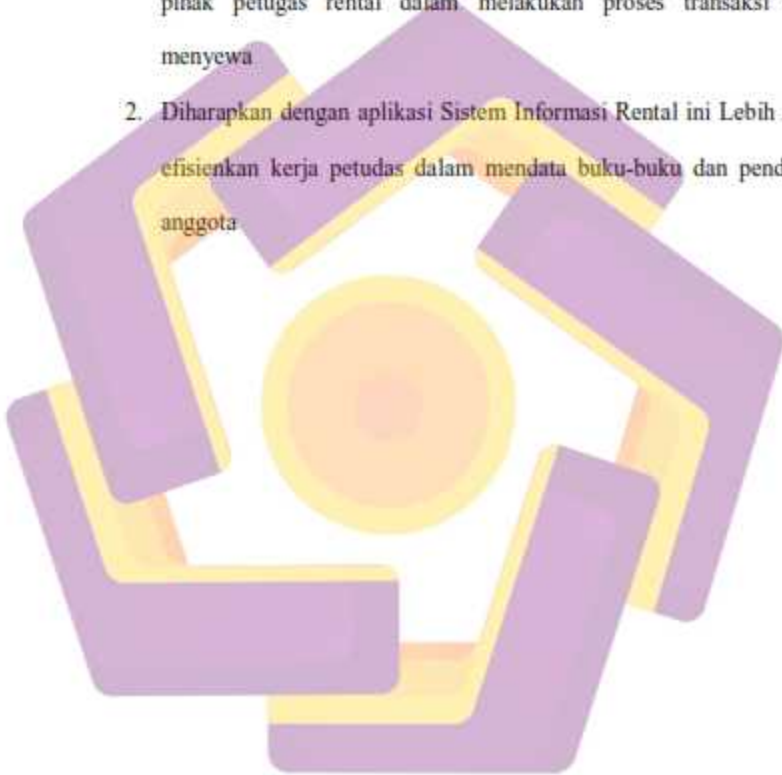 pihak petugas rental dalam melakukan proses transaksi
menyewa
2. Diharapkan dengan aplikasi Sistem Informasi Rental ini Lebih
efisienkan kerja petudas dalam mendata buku-buku dan
anggota